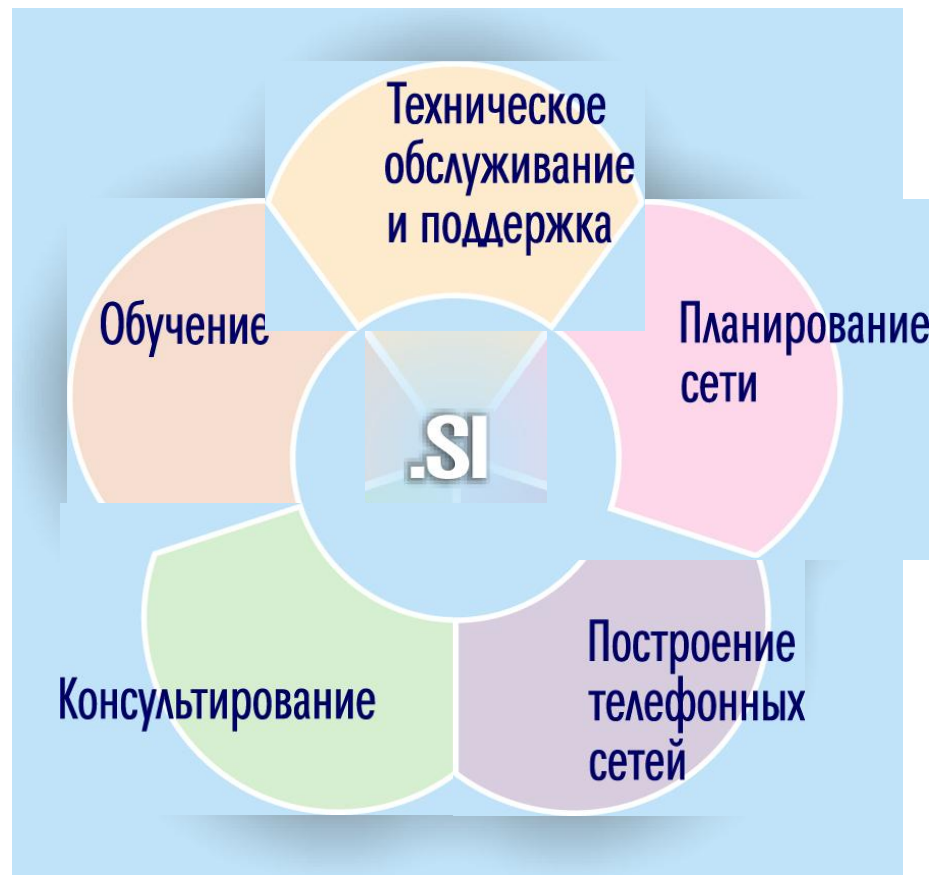 Техническое
обслуживание
и поддержка
Обучение
Планирование
сети
.SI
Консультирование
Построение
телефонных
сетей